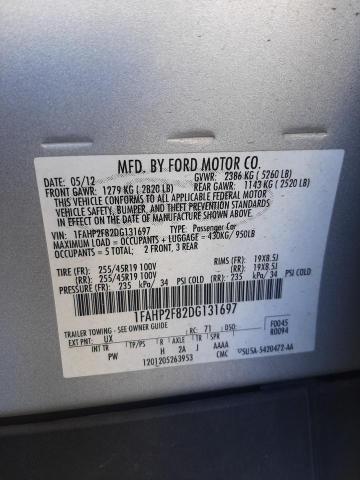 MFD. BY FORD MOTOR CO.
DATE: 05/12 GVWR: 2386 KG ( 5260 LB)
FRONT GAWR: 1279 KG ( 2820 LB) REAR GAWR: 1143 KG ( 2520 LB)
THIS VEHICLE CONFORMS TO ALL APPLICABLE FEDERAL MOTOR VEHICLE
SAFETY, BUMPER, AND THEFT PREVENTION STANDARDS IN EFFECT ON
THE DATE OF MANUFACTURE SHOWN ABOVE.
VIN: 1FAHP2F82DG131697 TYPE: Passenger Car
MAXIMUM LOAD = OCCUPANTS + LUGGAGE = 430KG/ 950LB
OCCUPANTS = 5 TOTAL: 2 FRONT, 3 REAR
TIRE (FR): 255/45R19 100V RIMS (FR): 19X8.5J
(RR): 255/45R19 100V (RR): 19X8.5J
PRESSURE (FR): 235 kPa/ 34 PSI COLD (RR): 235 kPa/ 34 PSI COLD
1FAHP2F82DG131697
TRAILER TOWING - SEE OWNER GUIDE F0045
EXT PNT: UX RC: 71 DSO: R0094
INT TR TP/PS R AXLE TR SPR
PW H 2A J AAAA
1201205263953 CMC USUSA-5420472-AA